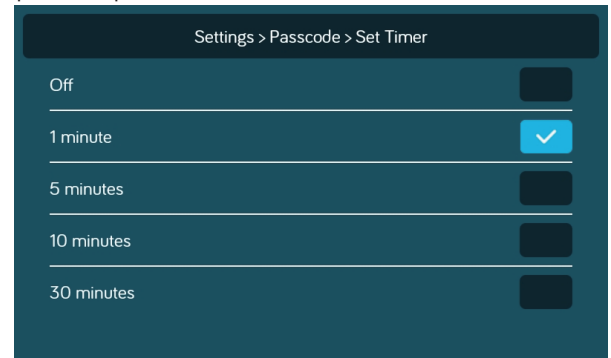 Settings > Passcode > Set Timer
Off
1 minute
5 minutes
10 minutes
30 minutes